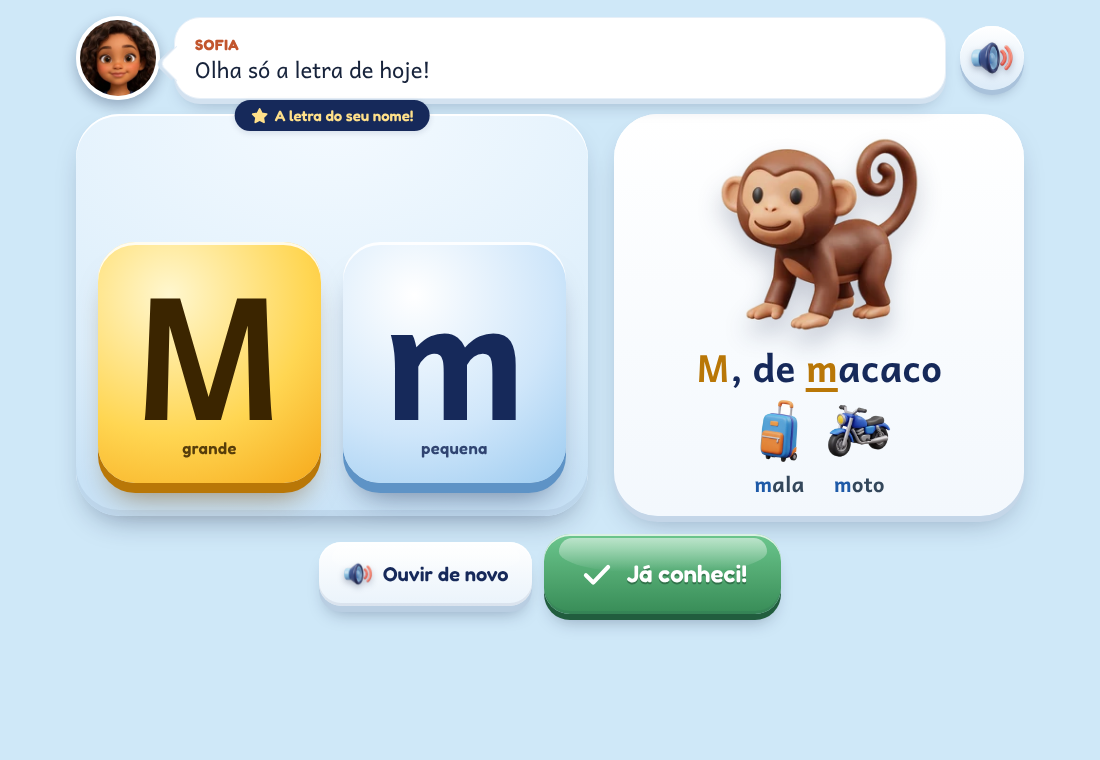 SOFIA
Olha só a letra de hoje!
A letra do seu nome!
M
grande
m
pequena
M, de macaco
mala
moto
Ouvir de novo
Já conheci!